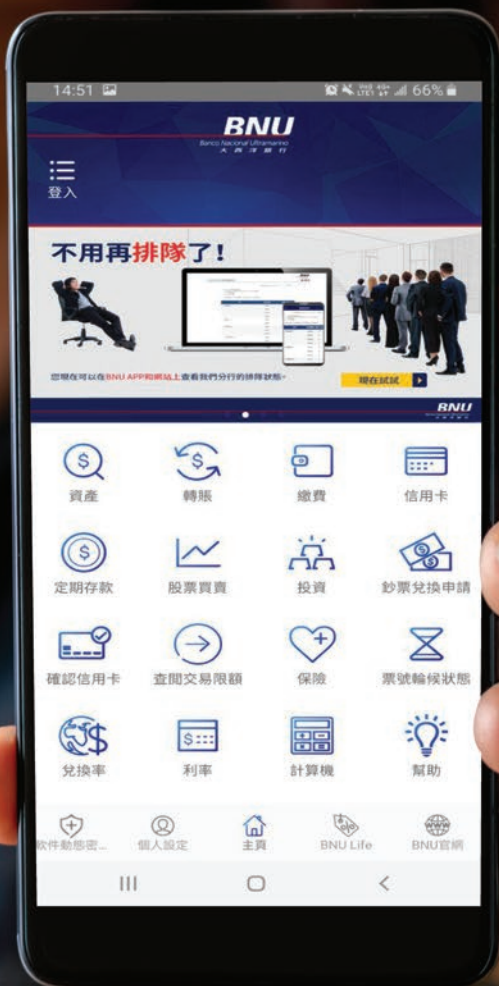 14:51
66%
BNU
Banco Nacional Ultramarino
大西洋銀行
登入
不用再排隊了!
您現在可以在BNU APP和網站上查看我們分行的排隊狀態。
現在試試
BNU
資產
轉賬
繳費
信用卡
定期存款
股票買賣
投資
鈔票兌換申請
確認信用卡
查閱交易限額
保險
票號輪候狀態
兌換率
利率
計算機
幫助
軟件動態密...
個人設定
主頁
BNU Life
BNU官網